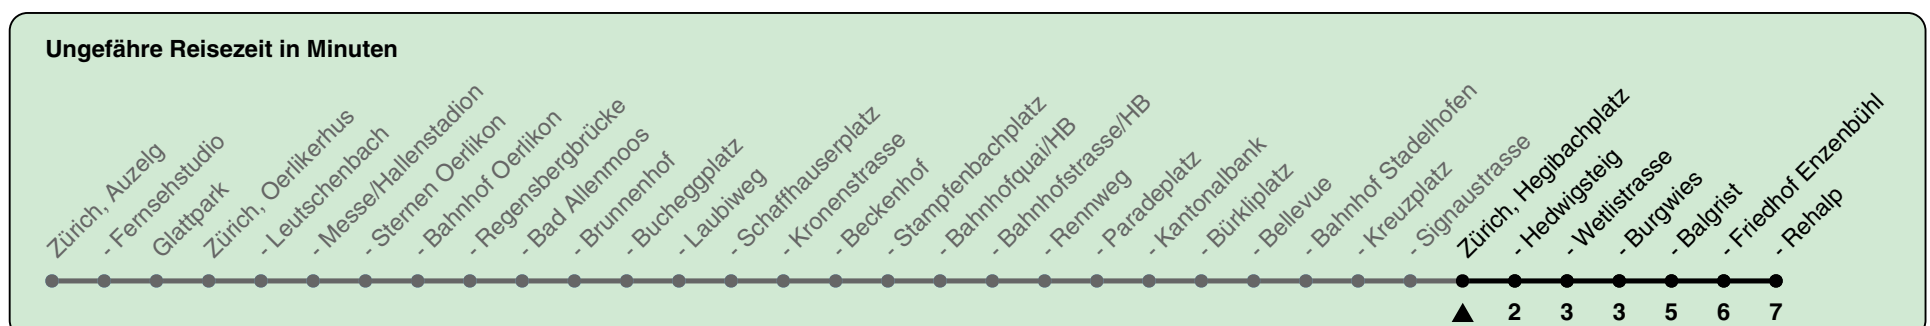 Ungefähre Reisezeit in Minuten
Zürich, Auzelg
- Fernsehstudio
Glattpark
Zürich, Oerlikerhus
- Leutschenbach
- Messe/Hallenstadion
- Sternen Oerlikon
- Bahnhof Oerlikon
- Regensbergbrücke
- Bad Allenmoos
- Brunnenhof
- Bucheggplatz
- Laubiweg
- Schaffhauserplatz
- Kronenstrasse
- Beckenhof
- Stampfenbachplatz
- Bahnhofquai/HB
- Bahnhofstrasse/HB
- Rennweg
- Paradeplatz
- Kantonalbank
- Bürkliplatz
- Bellevue
- Bahnhof Stadelhofen
- Kreuzplatz
- Signaustrasse
Zürich, Hegibachplatz
- Hedwigsteig
- Wetlistrasse
- Burgwies
- Balgrist
- Friedhof Enzenbühl
- Rehalp
2 3 3 5 6 7